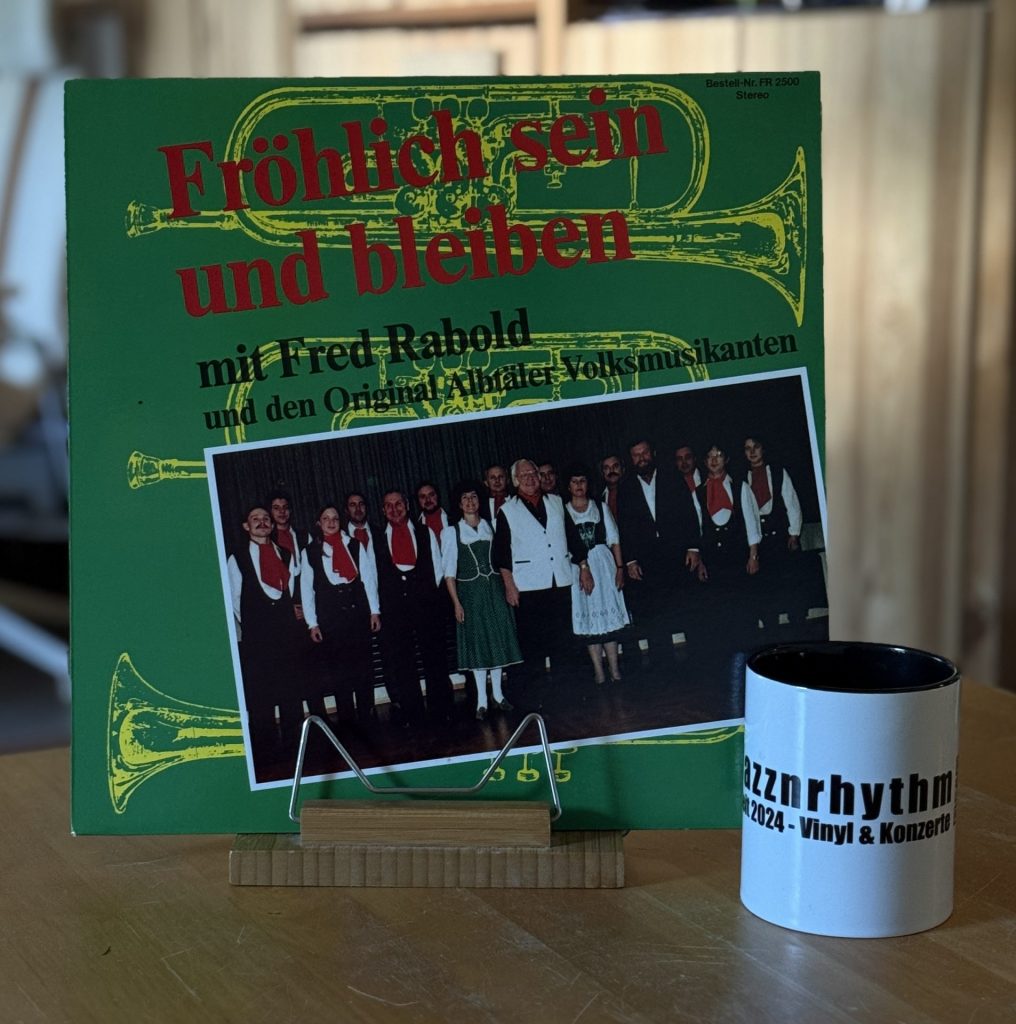 Bestell-Nr. FR 2500
Stereo
Fröhlich sein
und bleiben
mit Fred Rabold
und den Original Albtäler Volksmusikanten
azznrhythm
2024 - Vinyl & Konzerte